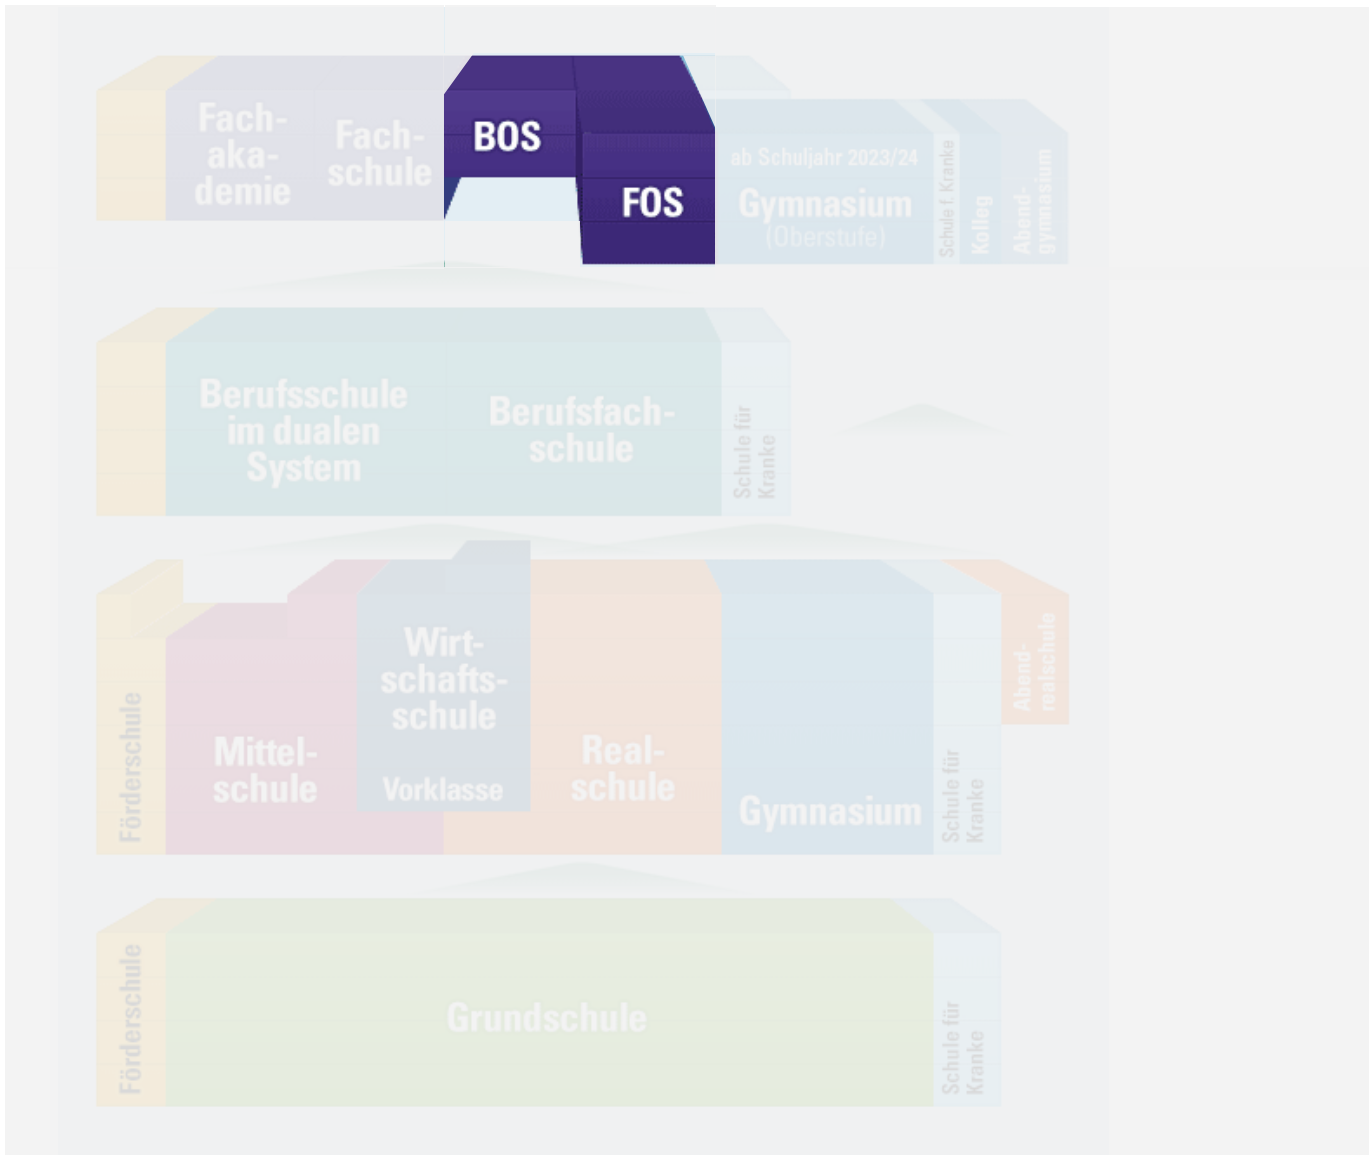 Fach-
aka-
demie
Fach-
schule
BOS
FOS
ab Schuljahr 2023/24
Gymnasium
(Oberstufe)
Schule f. Kranke
Kolleg
Abend-
gymnasium
Berufsschule
im dualen
System
Berufsfach-
schule
Schule für
Kranke
Förderschule
Mittel-
schule
Wirt-
schafts-
schule
Vorklasse
Real-
schule
Gymnasium
Schule für
Kranke
Abend-
realschule
Förderschule
Grundschule
Schule für
Kranke